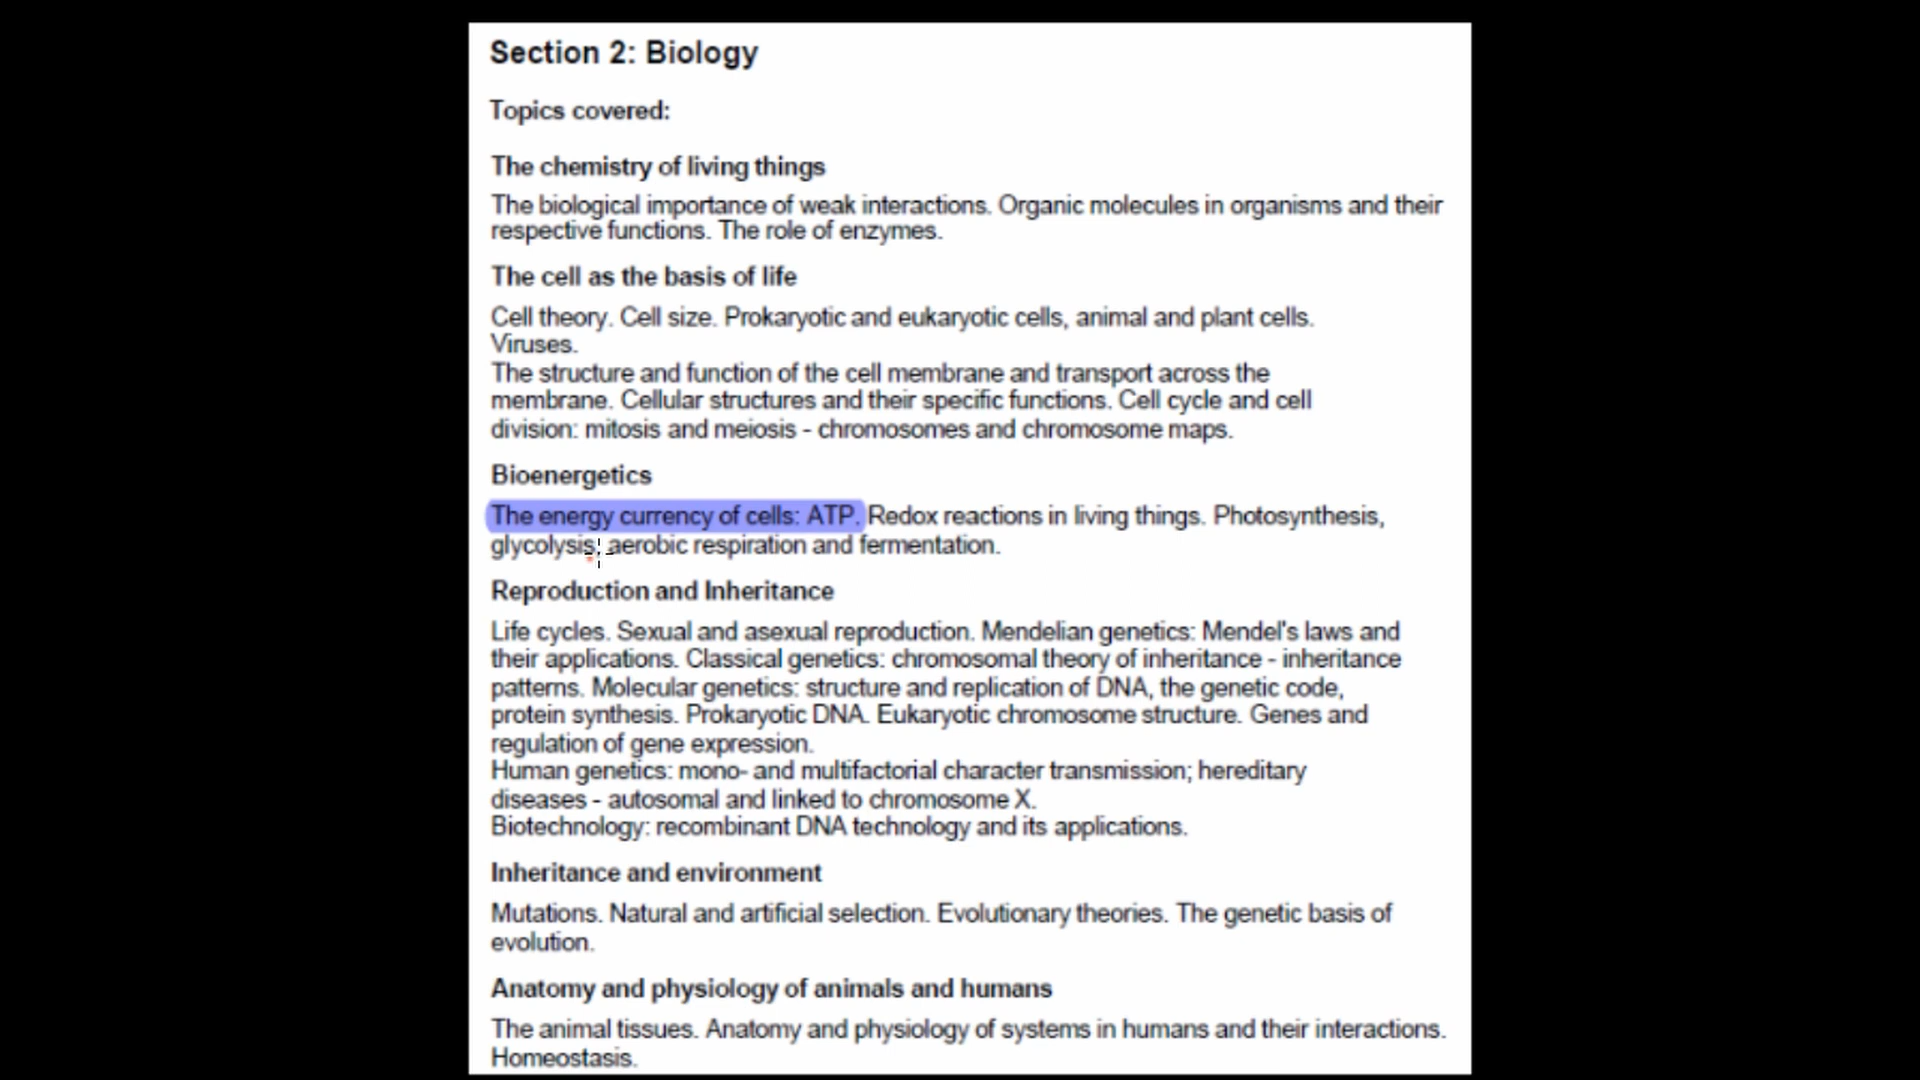 Section 2: Biology
Topics covered:
The chemistry of living things
The biological importance of weak interactions. Organic molecules in organisms and their
respective functions. The role of enzymes.
The cell as the basis of life
Cell theory. Cell size. Prokaryotic and eukaryotic cells, animal and plant cells.
Viruses.
The structure and function of the cell membrane and transport across the
membrane. Cellular structures and their specific functions. Cell cycle and cell
division: mitosis and meiosis - chromosomes and chromosome maps.
Bioenergetics
The energy currency of cells: ATP. Redox reactions in living things. Photosynthesis,
glycolysis, aerobic respiration and fermentation.
Reproduction and Inheritance
Life cycles. Sexual and asexual reproduction. Mendelian genetics: Mendel's laws and
their applications. Classical genetics: chromosomal theory of inheritance - inheritance
patterns. Molecular genetics: structure and replication of DNA, the genetic code,
protein synthesis. Prokaryotic DNA. Eukaryotic chromosome structure. Genes and
regulation of gene expression.
Human genetics: mono- and multifactorial character transmission; hereditary
diseases - autosomal and linked to chromosome X.
Biotechnology: recombinant DNA technology and its applications.
Inheritance and environment
Mutations. Natural and artificial selection. Evolutionary theories. The genetic basis of
evolution.
Anatomy and physiology of animals and humans
The animal tissues. Anatomy and physiology of systems in humans and their interactions.
Homeostasis.